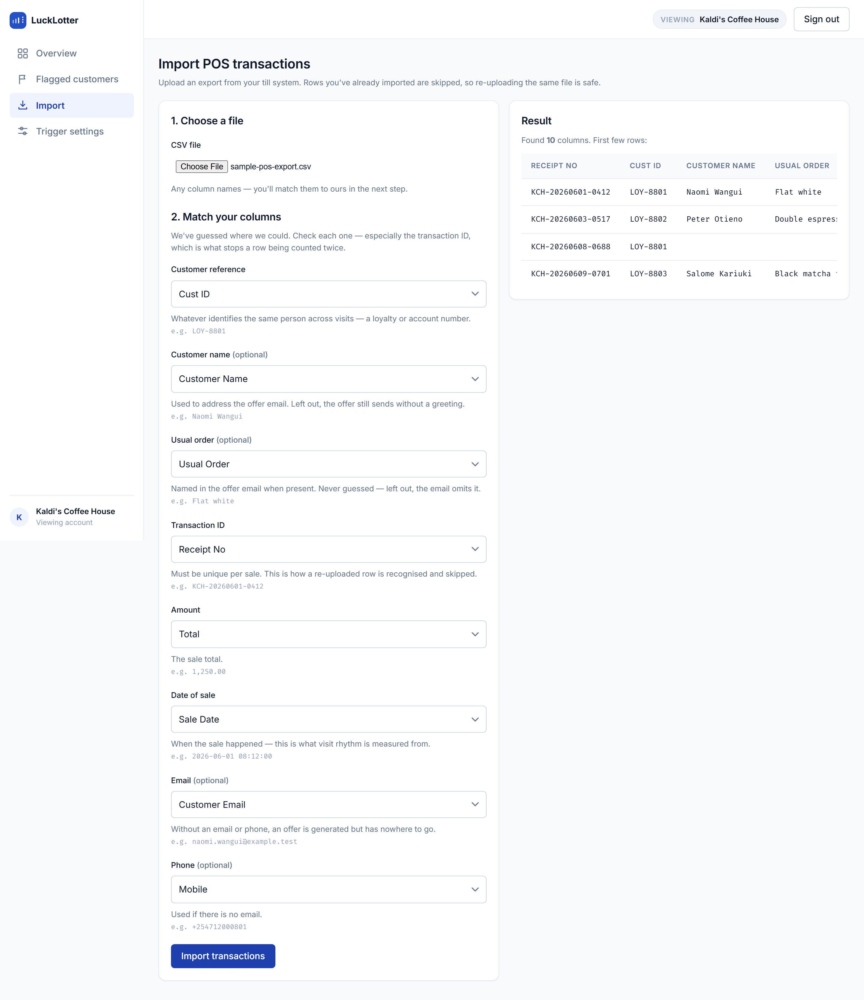 LuckLotter
VIEWING Kaldi's Coffee House
Sign out
Overview
Flagged customers
Import
Trigger settings
Kaldi's Coffee House
K
Viewing account
Import POS transactions
Upload an export from your till system. Rows you've already imported are skipped, so re-uploading the same file is safe.
1. Choose a file
CSV file
Choose File sample-pos-export.csv
Any column names — you'll match them to ours in the next step.
2. Match your columns
We've guessed where we could. Check each one — especially the transaction ID,
which is what stops a row being counted twice.
Customer reference
Cust ID
Whatever identifies the same person across visits — a loyalty or account number.
e.g. LOY-8801
Customer name (optional)
Customer Name
Used to address the offer email. Left out, the offer still sends without a greeting.
e.g. Naomi Wangui
Usual order (optional)
Usual Order
Named in the offer email when present. Never guessed — left out, the email omits it.
e.g. Flat white
Transaction ID
Receipt No
Must be unique per sale. This is how a re-uploaded row is recognised and skipped.
e.g. KCH-20260601-0412
Amount
Total
The sale total.
e.g. 1,250.00
Date of sale
Sale Date
When the sale happened — this is what visit rhythm is measured from.
e.g. 2026-06-01 08:12:00
Email (optional)
Customer Email
Without an email or phone, an offer is generated but has nowhere to go.
e.g. naomi.wangui@example.test
Phone (optional)
Mobile
Used if there is no email.
e.g. +254712000801
Import transactions
Result
Found 10 columns. First few rows:
RECEIPT NO CUST ID CUSTOMER NAME USUAL ORDER
KCH-20260601-0412 LOY-8801 Naomi Wangui Flat white
KCH-20260603-0517 LOY-8802 Peter Otieno Double espres
KCH-20260608-0688 LOY-8801
KCH-20260609-0701 LOY-8803 Salome Kariuki Black matcha